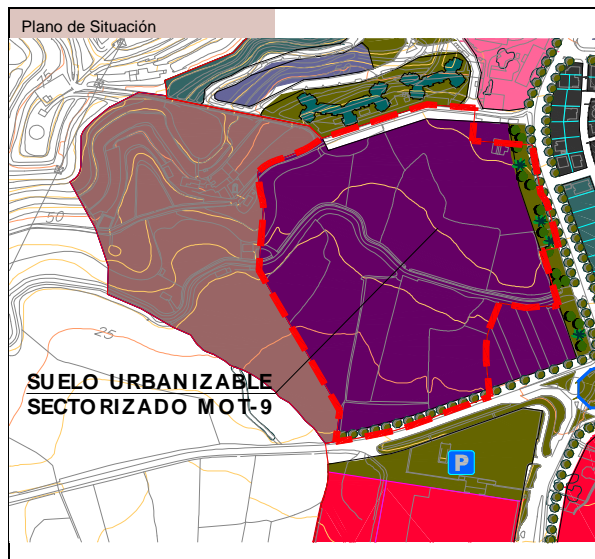 Plano de Situación
50
25
SUELO URBANIZABLE
SECTORIZADO MOT-9
P